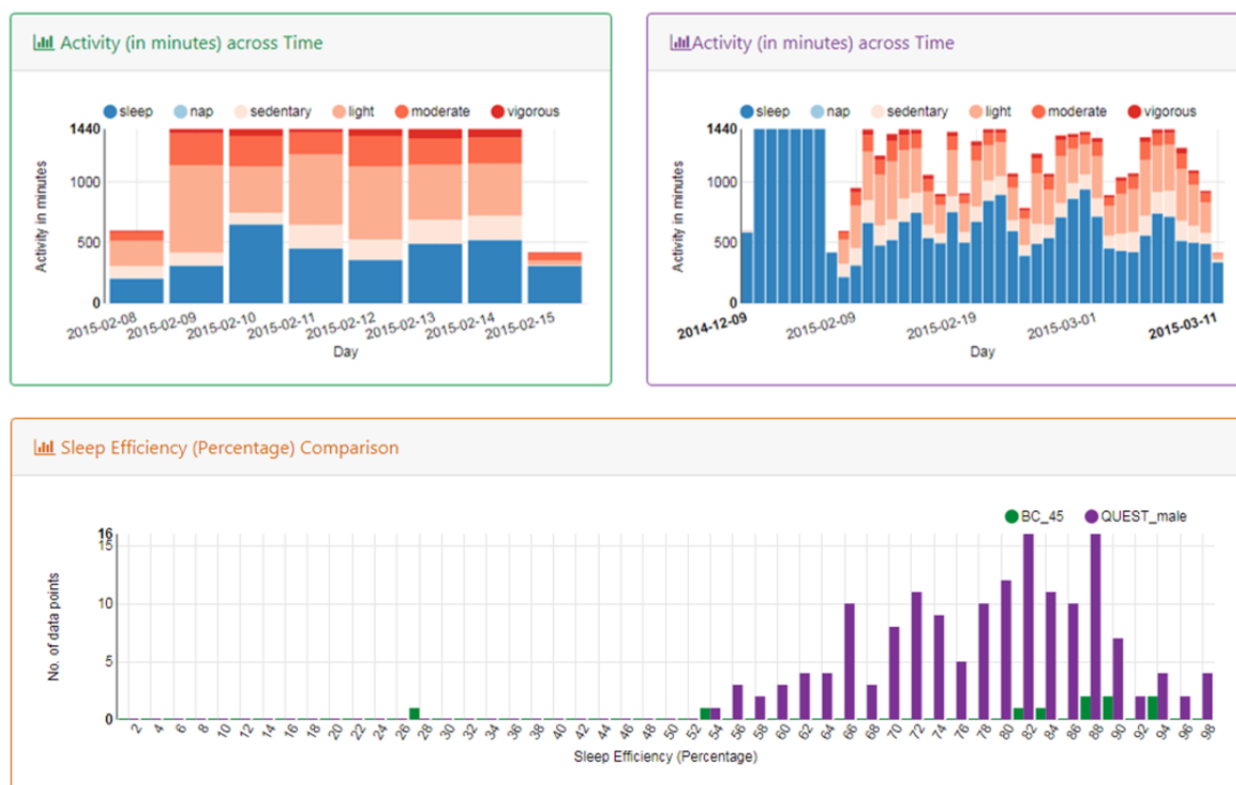 Activity (in minutes) across Time
sleep nap sedentary light moderate vigorous
1440
1000
500
0
Activity in minutes
2015-02-08 2015-02-09 2015-02-10 2015-02-11 2015-02-12 2015-02-13 2015-02-14 2015-02-15
Day
Activity (in minutes) across Time
sleep nap sedentary light moderate vigorous
1440
1000
500
0
Activity in minutes
2014-12-09 2015-02-09 2015-02-19 2015-03-01 2015-03-11
Day
Sleep Efficiency (Percentage) Comparison
BC_45 QUEST_male
16
15
10
5
0
No. of data points
2 4 6 8 10 12 14 16 18 20 22 24 26 28 30 32 34 36 38 40 42 44 46 48 50 52 54 56 58 60 62 64 66 68 70 72 74 76 78 80 82 84 86 88 90 92 94 96 98
Sleep Efficiency (Percentage)